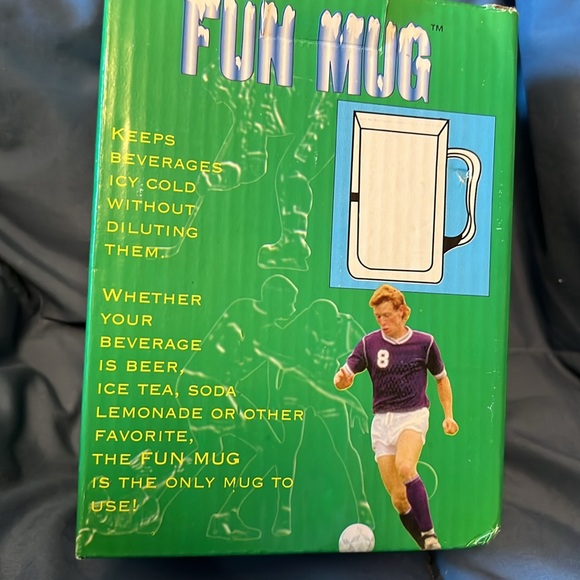 FUN MUG™
KEEPS
BEVERAGES
ICY COLD
WITHOUT
DILUTING
THEM.
WHETHER
YOUR
BEVERAGE
IS BEER,
ICE TEA, SODA
LEMONADE OR OTHER
FAVORITE,
THE FUN MUG
IS THE ONLY MUG TO
USE!
8